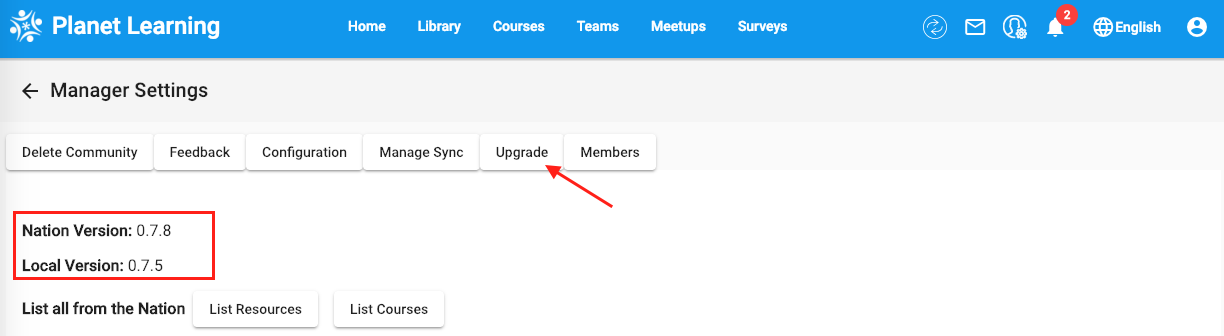 Planet Learning Home Library Courses Teams Meetups Surveys 2 English
Manager Settings
Delete Community Feedback Configuration Manage Sync Upgrade Members
Nation Version: 0.7.8
Local Version: 0.7.5
List all from the Nation List Resources List Courses